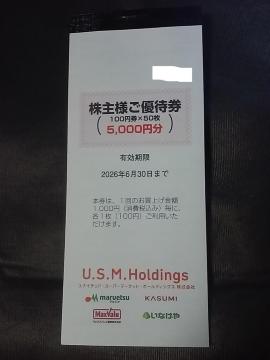 株主様ご優待券
(100円券×50枚
5,000円分)
有効期限
2026年6月30日まで
本券は、1回のお買上げ金額
1,000円(消費税込み)毎に、
各1枚(100円)ご利用いた
だけます。
U.S.M.Holdings
ユナイテッド・スーパーマーケット・ホールディングス株式会社
maruetsu KASUMI
MaxValu いなげや